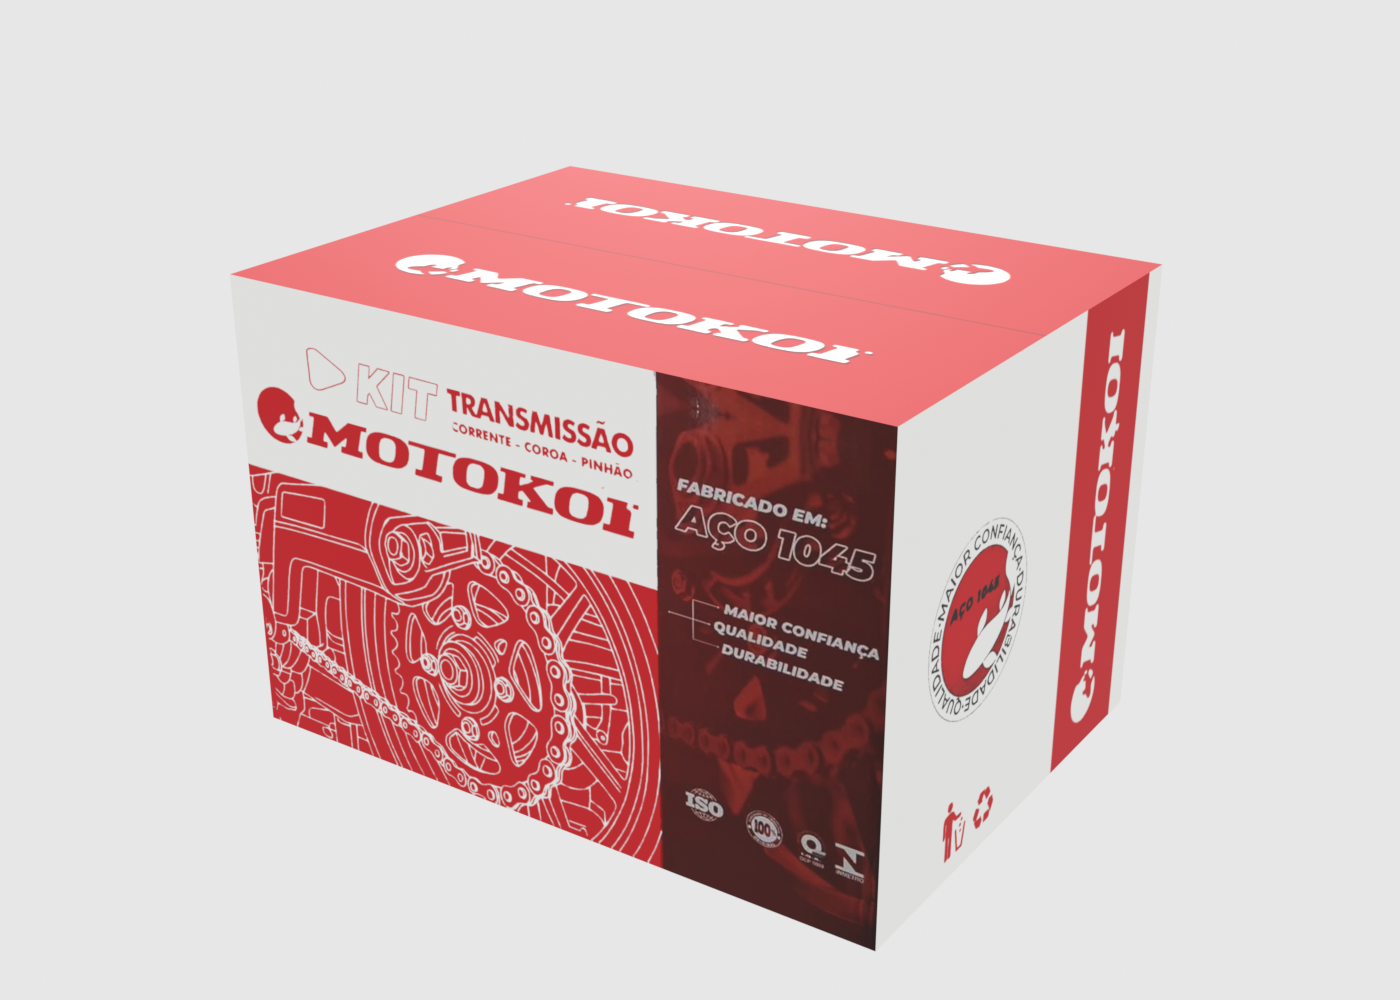 MOTOKOI
MOTOKOI
KIT TRANSMISSÃO
CORRENTE - COROA - PINHÃO
MOTOKOI
FABRICADO EM:
AÇO 1045
MAIOR CONFIANÇA
QUALIDADE
DURABILIDADE
ISO
100%
INMETRO
MAIOR CONFIANÇA·DURABILIDADE·QUALIDADE·
AÇO 1045
MOTOKOI